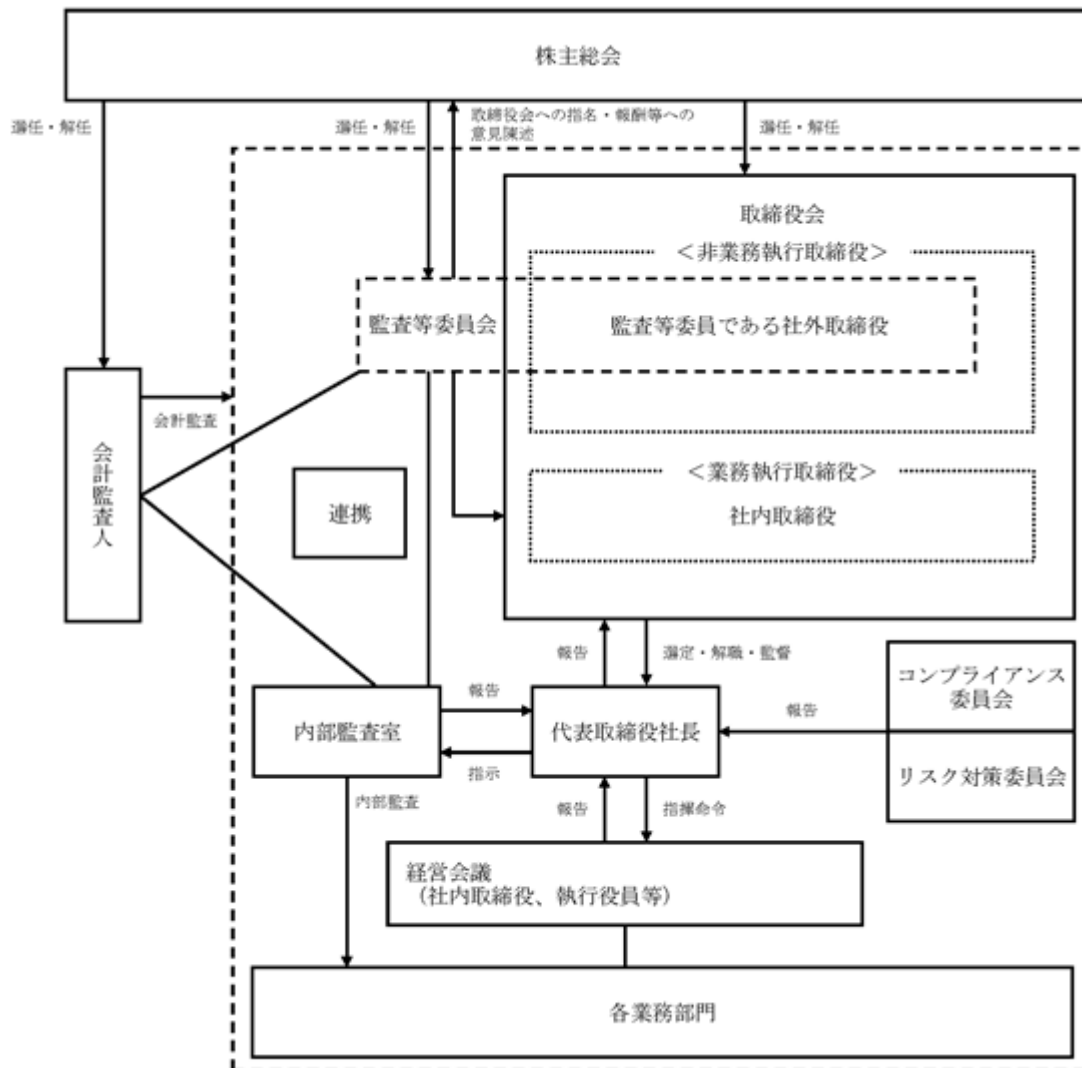 株主総会
選任・解任
選任・解任
取締役会への指名・報酬等への
意見陳述
選任・解任
取締役会
＜非業務執行取締役＞
監査等委員会
監査等委員である社外取締役
会計監査
会計監査人
＜業務執行取締役＞
連携
社内取締役
報告
選定・解職・監督
コンプライアンス
委員会
報告
報告
内部監査室
代表取締役社長
指示
リスク対策委員会
内部監査
報告
指揮命令
経営会議
（社内取締役、執行役員等）
各業務部門